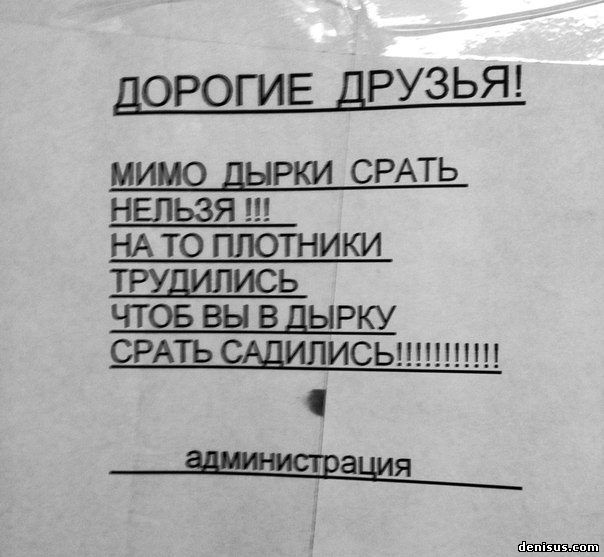 ДОРОГИЕ ДРУЗЬЯ!
МИМО ДЫРКИ СРАТЬ
НЕЛЬЗЯ !!!
НА ТО ПЛОТНИКИ
ТРУДИЛИСЬ
ЧТОБ ВЫ В ДЫРКУ
СРАТЬ САДИЛИСЬ!!!!!!!!!!!
администрация
denisus.com